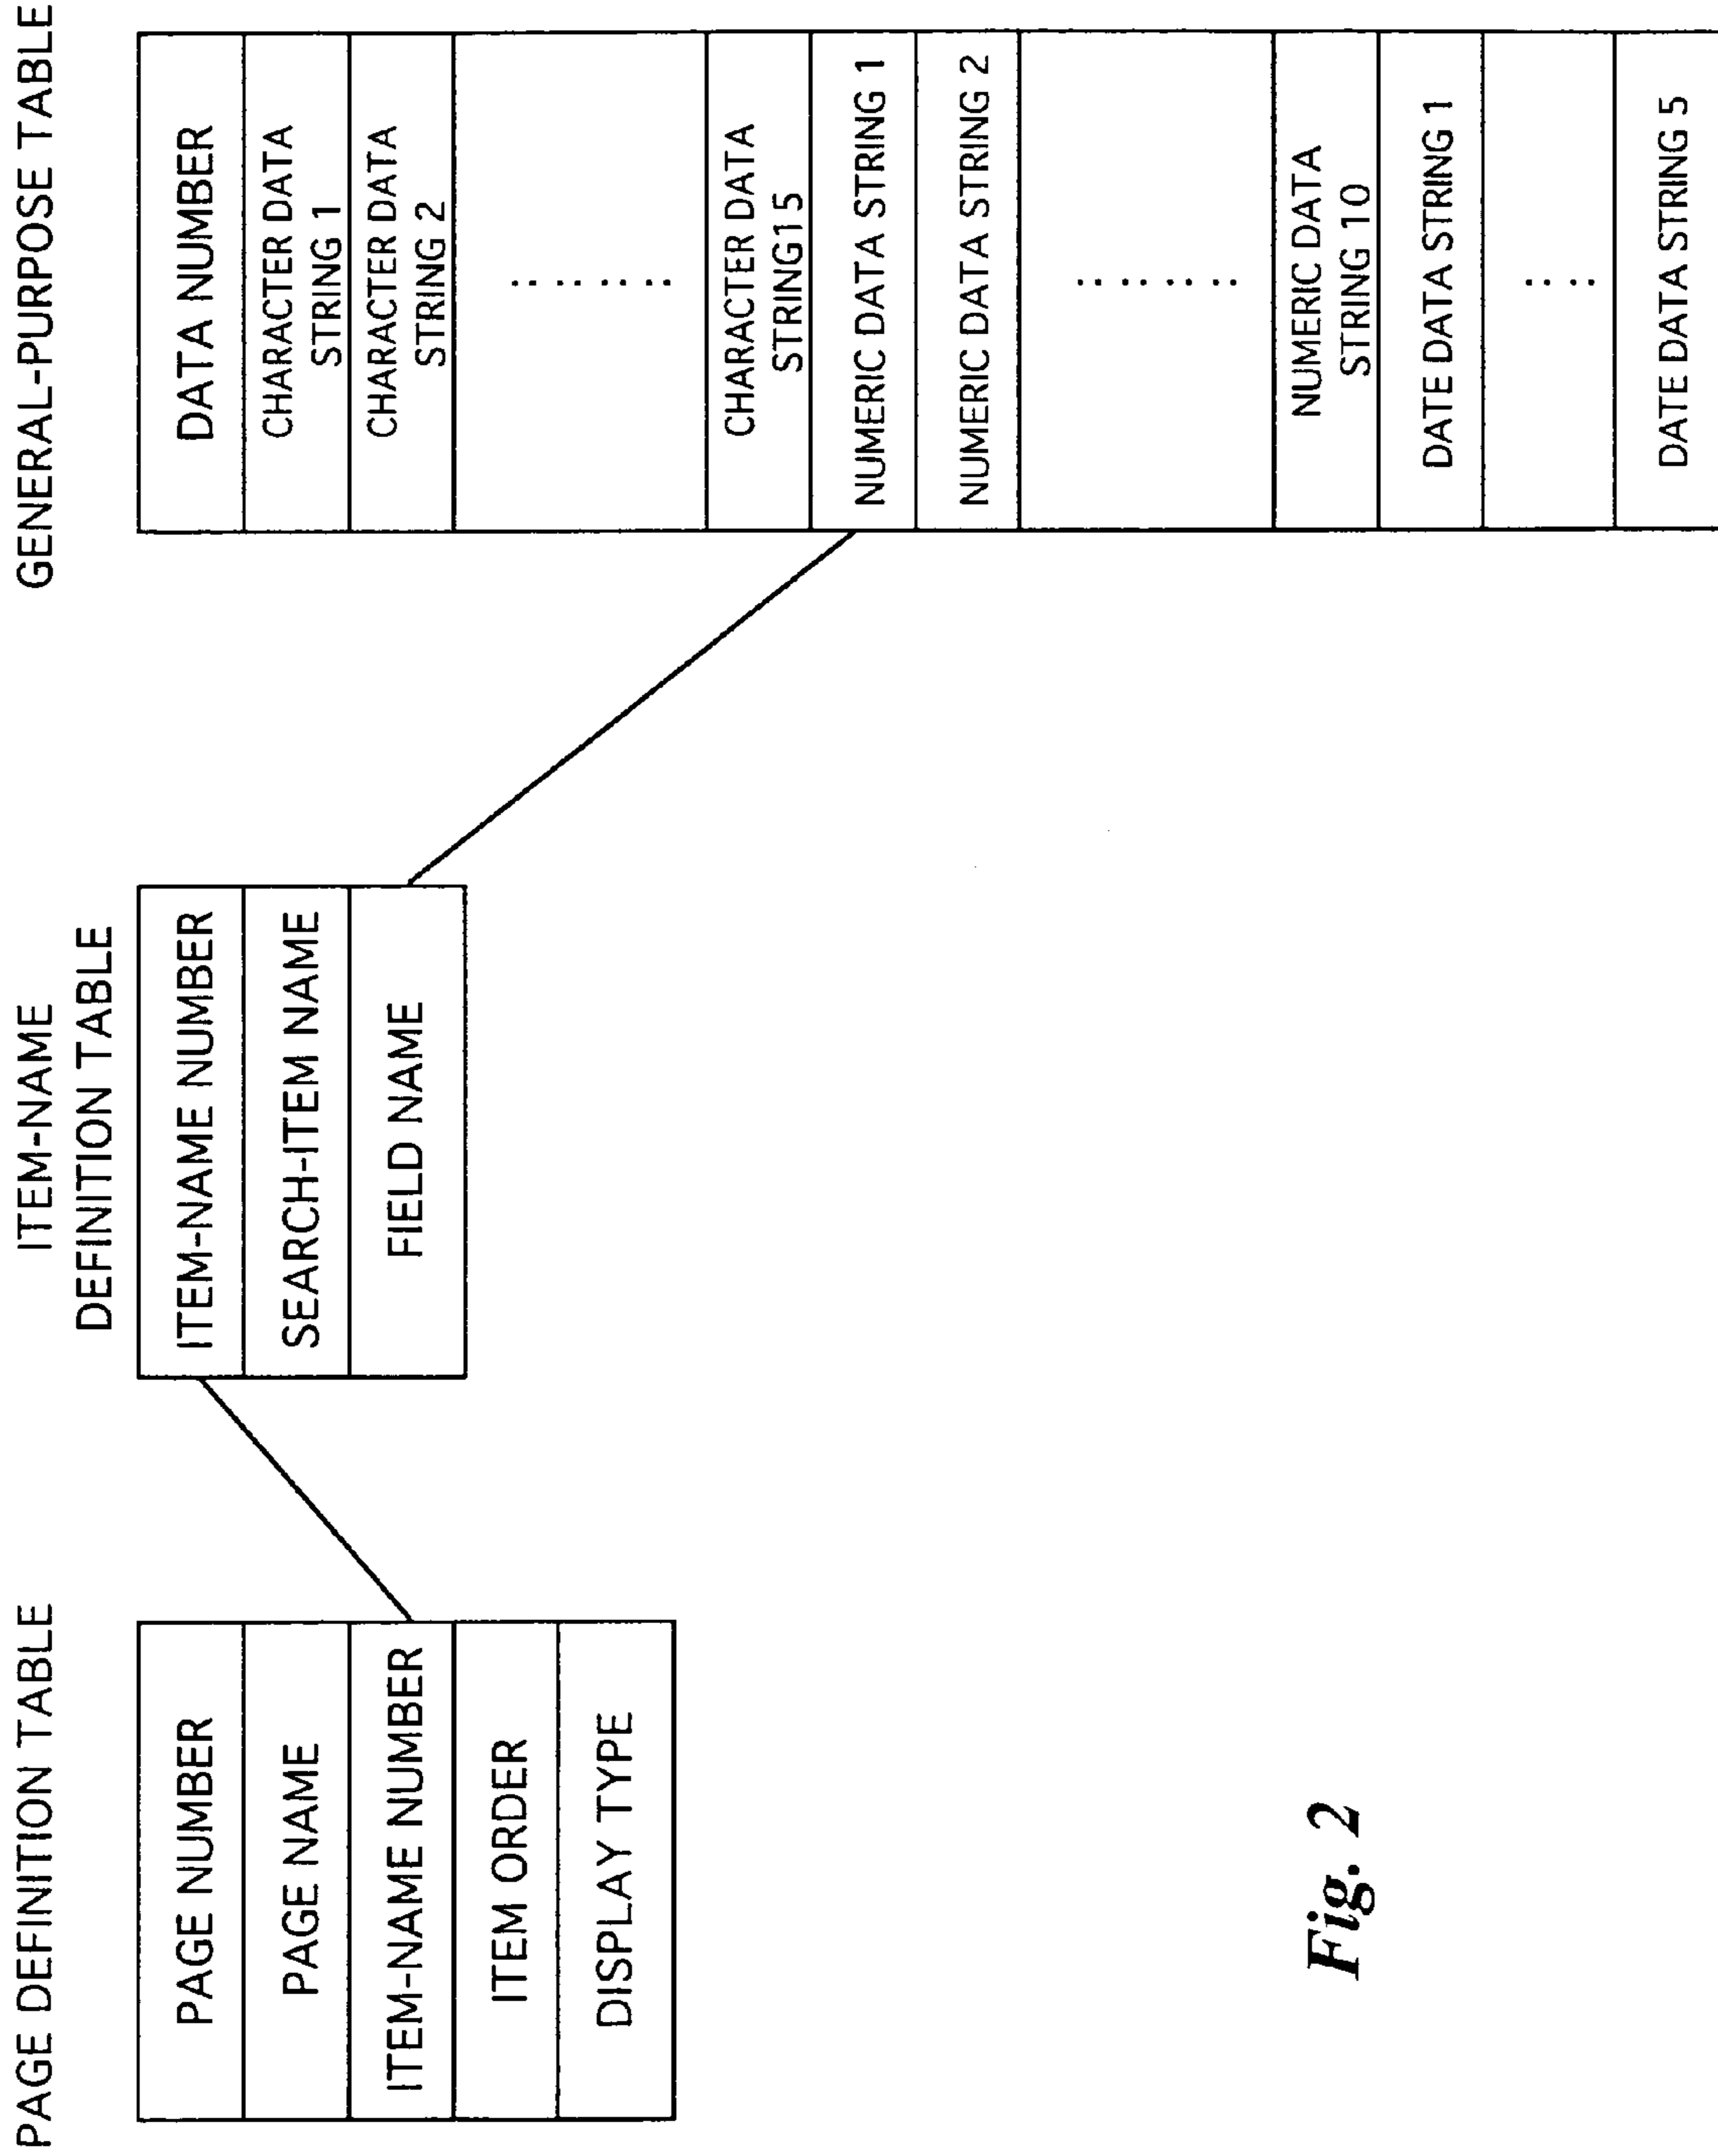 PAGE DEFINITION TABLE
PAGE NUMBER
PAGE NAME
ITEM-NAME NUMBER
ITEM ORDER
DISPLAY TYPE
ITEM-NAME
DEFINITION TABLE
ITEM-NAME NUMBER
SEARCH-ITEM NAME
FIELD NAME
GENERAL-PURPOSE TABLE
DATA NUMBER
CHARACTER DATA
STRING 1
CHARACTER DATA
STRING 2
.......
CHARACTER DATA
STRING15
NUMERIC DATA STRING 1
NUMERIC DATA STRING 2
.......
NUMERIC DATA
STRING 10
DATE DATA STRING 1
....
DATE DATA STRING 5
Fig. 2